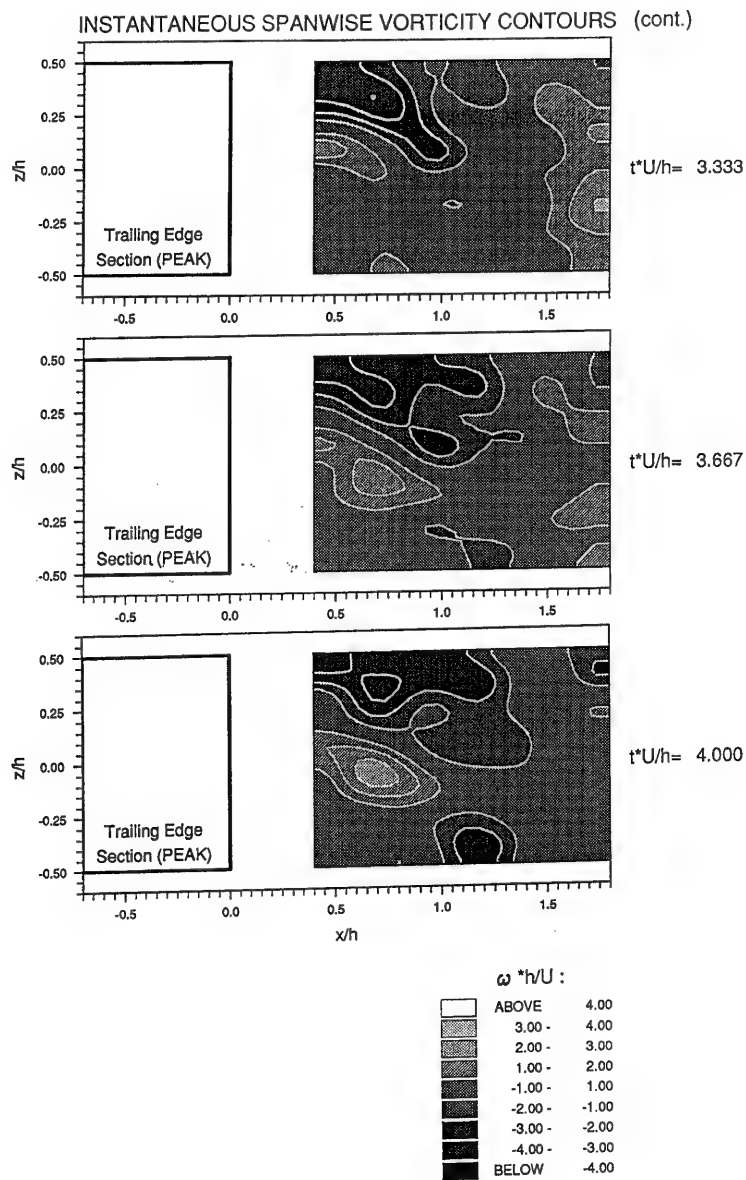 INSTANTANEOUS SPANWISE VORTICITY CONTOURS (cont.)
0.50
0.25
0.00
-0.25
-0.50
z/h
Trailing Edge
Section (PEAK)
-0.5 0.0 0.5 1.0 1.5
t*U/h= 3.333
0.50
0.25
0.00
-0.25
-0.50
z/h
Trailing Edge
Section (PEAK)
-0.5 0.0 0.5 1.0 1.5
t*U/h= 3.667
0.50
0.25
0.00
-0.25
-0.50
z/h
Trailing Edge
Section (PEAK)
-0.5 0.0 0.5 1.0 1.5
x/h
t*U/h= 4.000
ω *h/U :
ABOVE 4.00
3.00 - 4.00
2.00 - 3.00
1.00 - 2.00
-1.00 - 1.00
-2.00 - -1.00
-3.00 - -2.00
-4.00 - -3.00
BELOW -4.00